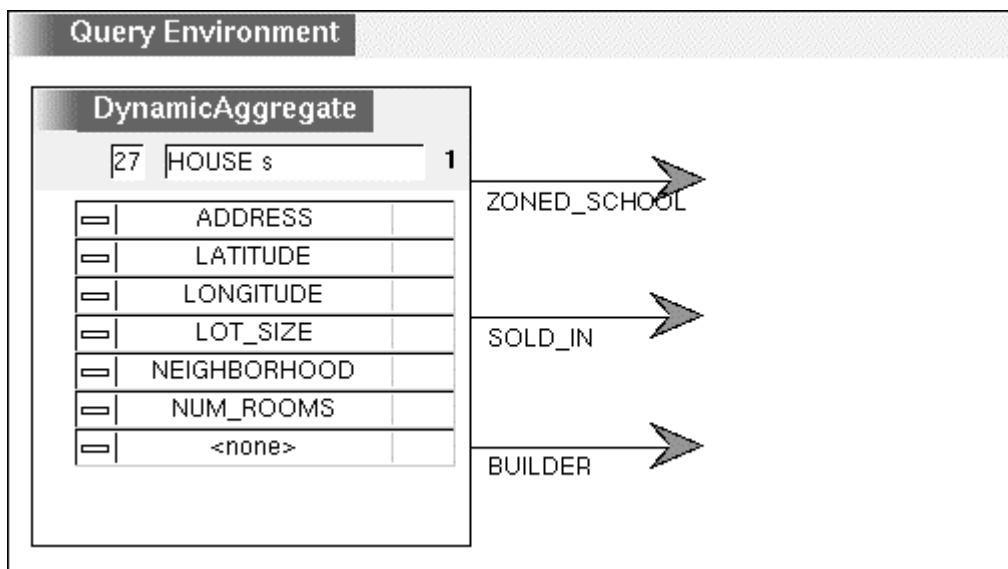 Query Environment
DynamicAggregate
27 HOUSE s 1
ZONED_SCHOOL
ADDRESS
LATITUDE
LONGITUDE
LOT_SIZE
SOLD_IN
NEIGHBORHOOD
NUM_ROOMS
<none>
BUILDER